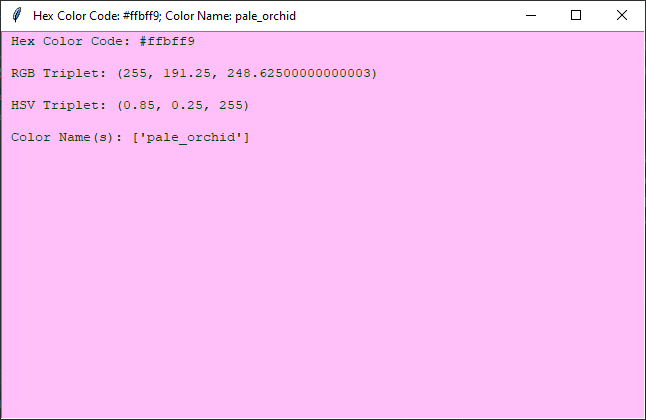 Hex Color Code: #ffbff9; Color Name: pale_orchid
Hex Color Code: #ffbff9
RGB Triplet: (255, 191.25, 248.62500000000003)
HSV Triplet: (0.85, 0.25, 255)
Color Name(s): ['pale_orchid']